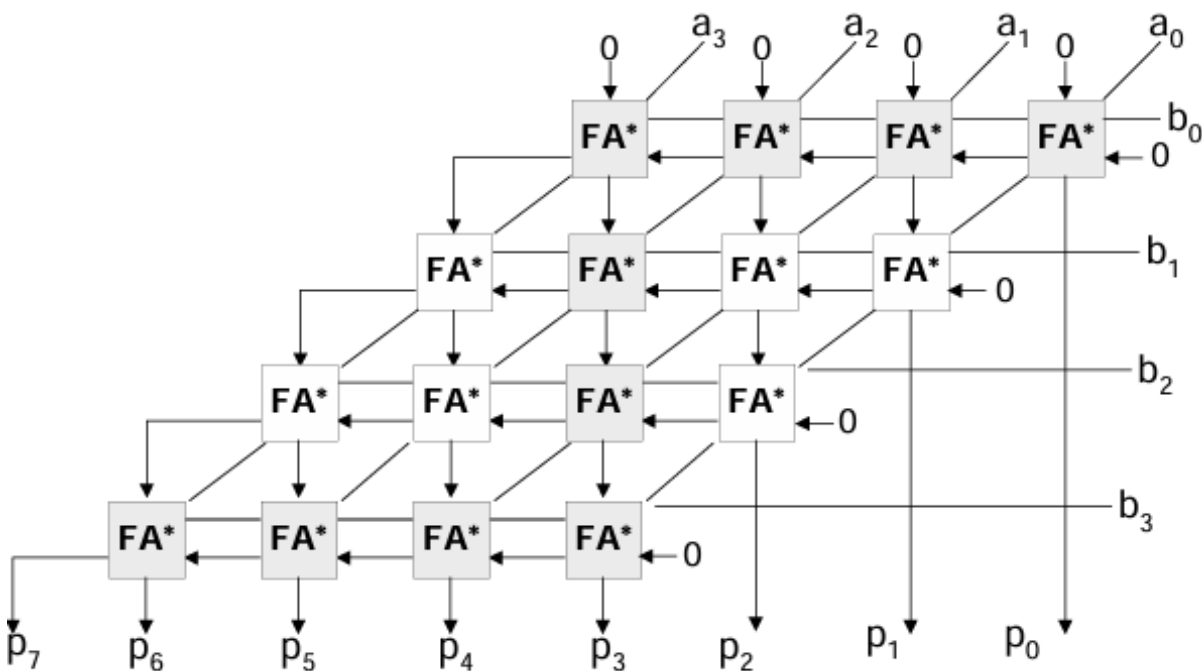 0 a₃ 0 a₂ 0 a₁ 0 a₀
FA* FA* FA* FA* b₀
0
FA* FA* FA* FA* b₁
0
FA* FA* FA* FA* b₂
0
FA* FA* FA* FA* b₃
0
p₇ p₆ p₅ p₄ p₃ p₂ p₁ p₀